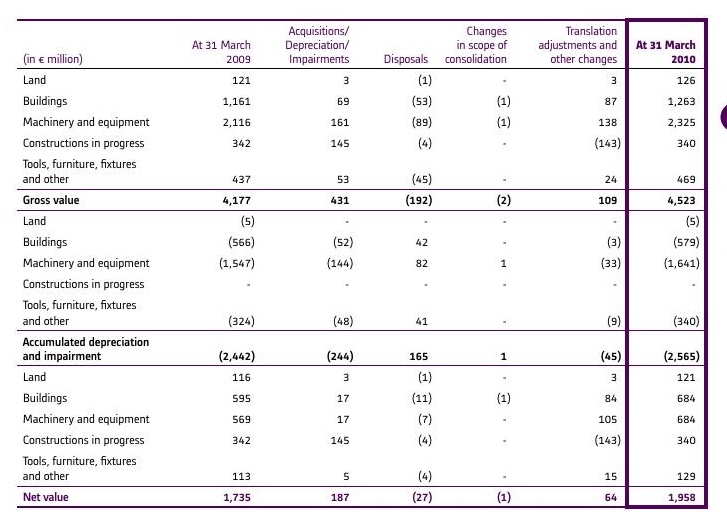 Acquisitions/ Changes Translation
At 31 March Depreciation/ in scope of adjustments and At 31 March
(in € million) 2009 Impairments Disposals consolidation other changes 2010
Land 121 3 (1) - 3 126
Buildings 1,161 69 (53) (1) 87 1,263
Machinery and equipment 2,116 161 (89) (1) 138 2,325
Constructions in progress 342 145 (4) - (143) 340
Tools, furniture, fixtures
and other 437 53 (45) - 24 469
Gross value 4,177 431 (192) (2) 109 4,523
Land (5) - - - - (5)
Buildings (566) (52) 42 - (3) (579)
Machinery and equipment (1,547) (144) 82 1 (33) (1,641)
Constructions in progress - - - - - -
Tools, furniture, fixtures
and other (324) (48) 41 - (9) (340)
Accumulated depreciation
and impairment (2,442) (244) 165 1 (45) (2,565)
Land 116 3 (1) - 3 121
Buildings 595 17 (11) (1) 84 684
Machinery and equipment 569 17 (7) - 105 684
Constructions in progress 342 145 (4) - (143) 340
Tools, furniture, fixtures
and other 113 5 (4) - 15 129
Net value 1,735 187 (27) (1) 64 1,958